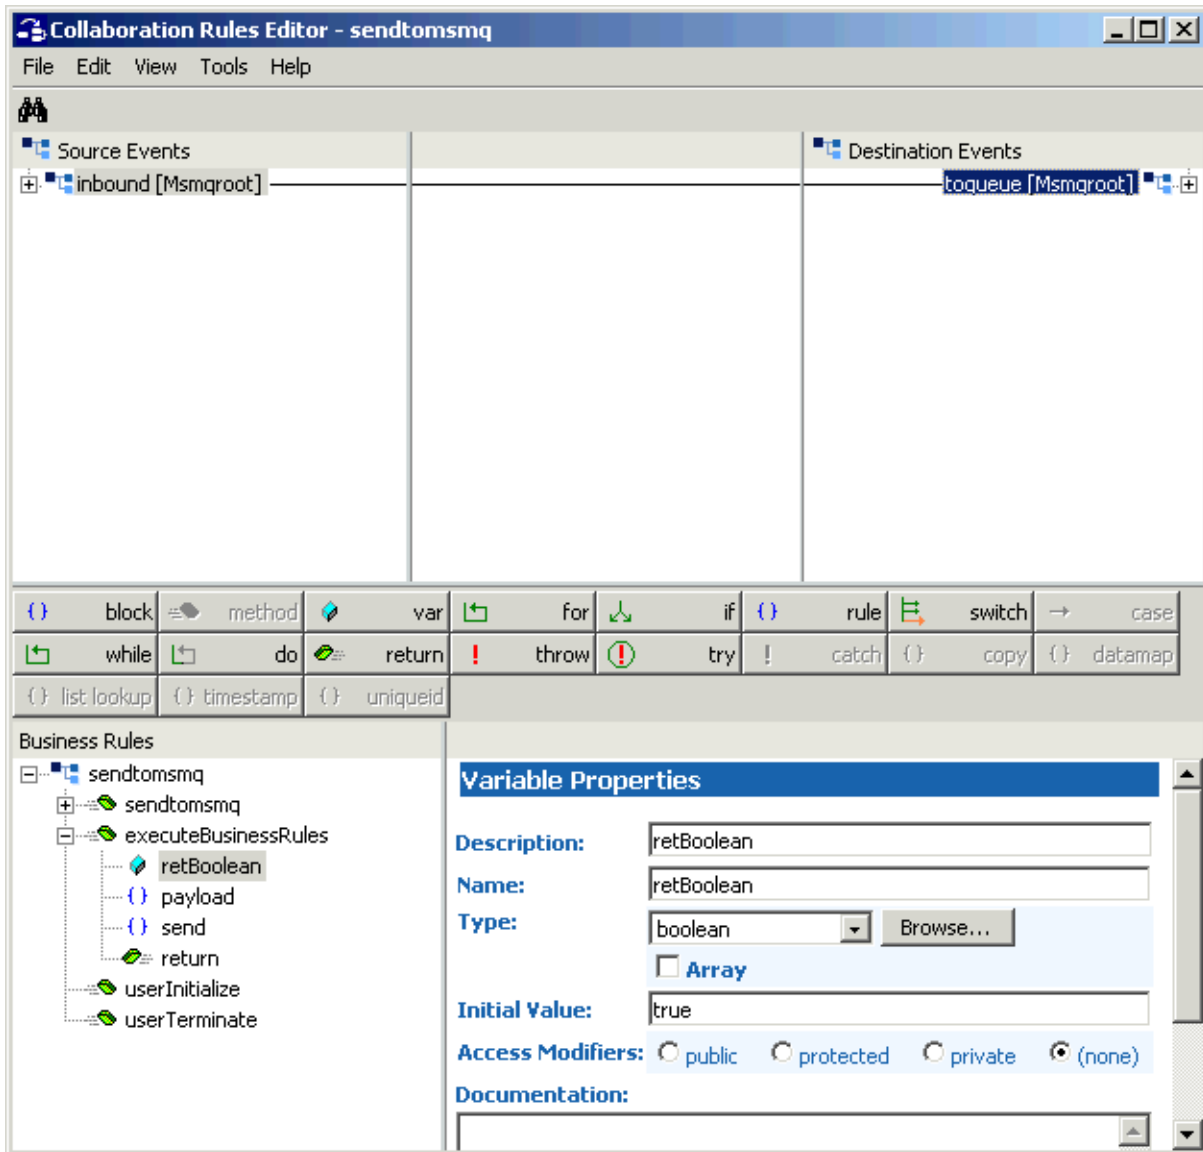 Collaboration Rules Editor - sendtomsmq
File Edit View Tools Help
Source Events
Destination Events
inbound [Msmqroot]
toqueue [Msmqroot]
block method var for if rule switch case
while do return throw try catch copy datamap
list lookup timestamp uniqueid
Business Rules
sendtomsmq
sendtomsmq
executeBusinessRules
retBoolean
payload
send
return
userInitialize
userTerminate
Variable Properties
Description: retBoolean
Name: retBoolean
Type: boolean Browse...
Array
Initial Value: true
Access Modifiers: public protected private (none)
Documentation: